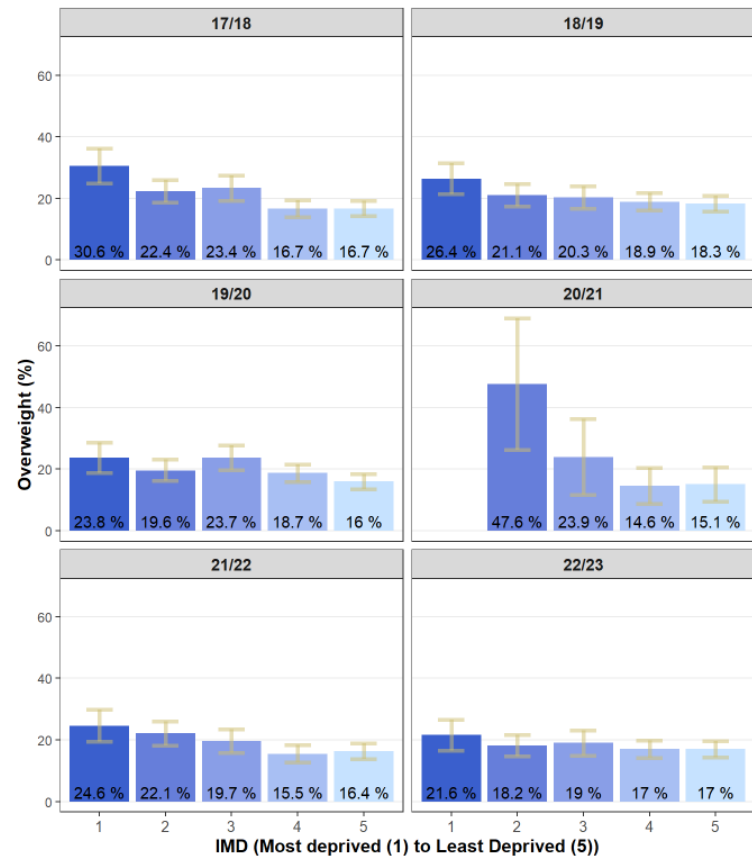 17/18
18/19
60
40
20
0
30.6 % 22.4 % 23.4 % 16.7 % 16.7 %
26.4 % 21.1 % 20.3 % 18.9 % 18.3 %
19/20
20/21
60
40
20
0
23.8 % 19.6 % 23.7 % 18.7 % 16 %
47.6 % 23.9 % 14.6 % 15.1 %
Overweight (%)
21/22
22/23
60
40
20
0
24.6 % 22.1 % 19.7 % 15.5 % 16.4 %
21.6 % 18.2 % 19 % 17 % 17 %
1 2 3 4 5
1 2 3 4 5
IMD (Most deprived (1) to Least Deprived (5))